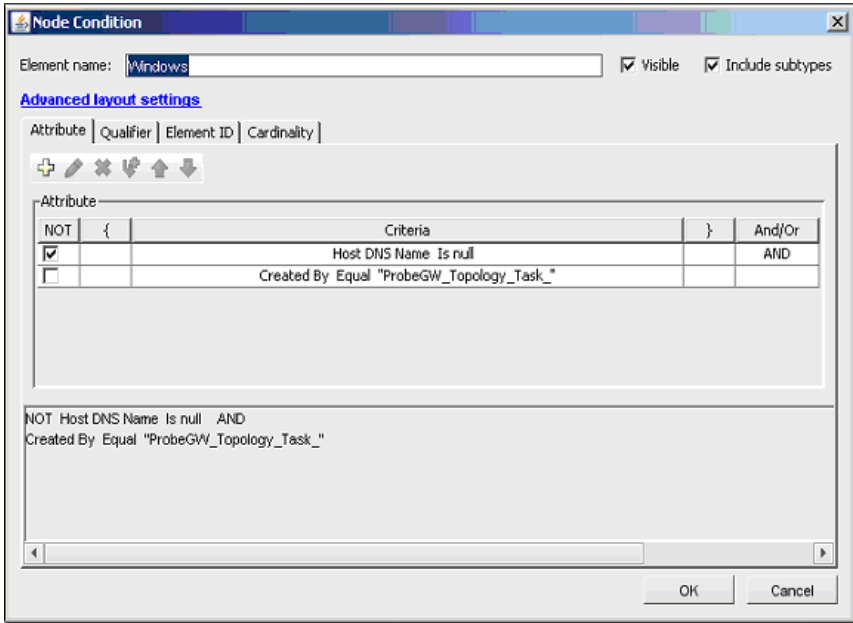 Node Condition
Element name: Windows Visible Include subtypes
Advanced layout settings
Attribute Qualifier Element ID Cardinality
Attribute
NOT { Criteria } And/Or
Host DNS Name Is null AND
Created By Equal "ProbeGW_Topology_Task_"
NOT Host DNS Name Is null AND
Created By Equal "ProbeGW_Topology_Task_"
OK Cancel